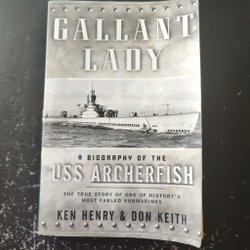 GALLANT
LADY
A BIOGRAPHY OF THE
USS ARCHERFISH
THE TRUE STORY OF ONE OF HISTORY'S
MOST FABLED SUBMARINES
KEN HENRY & DON KEITH